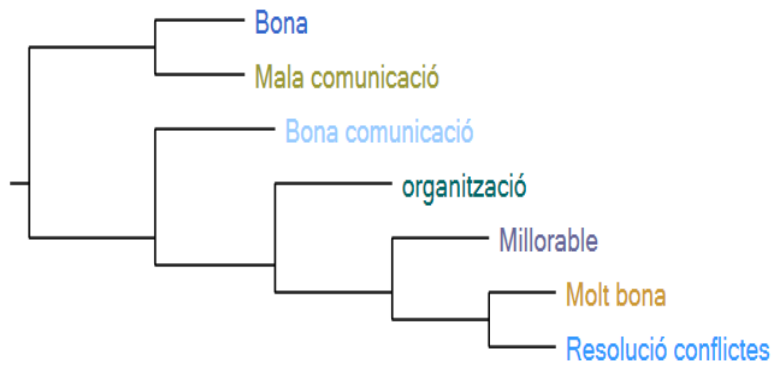 Bona
Mala comunicació
Bona comunicació
organització
Millorable
Molt bona
Resolució conflictes